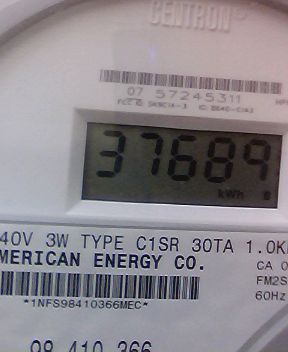 CENTRON
07 57245311
37689
kWh
40V 3W TYPE C1SR 30TA 1.0K
MERICAN ENERGY CO.
CA 0
FM2S
60Hz
*1NFS98410366MEC*
98 410 366